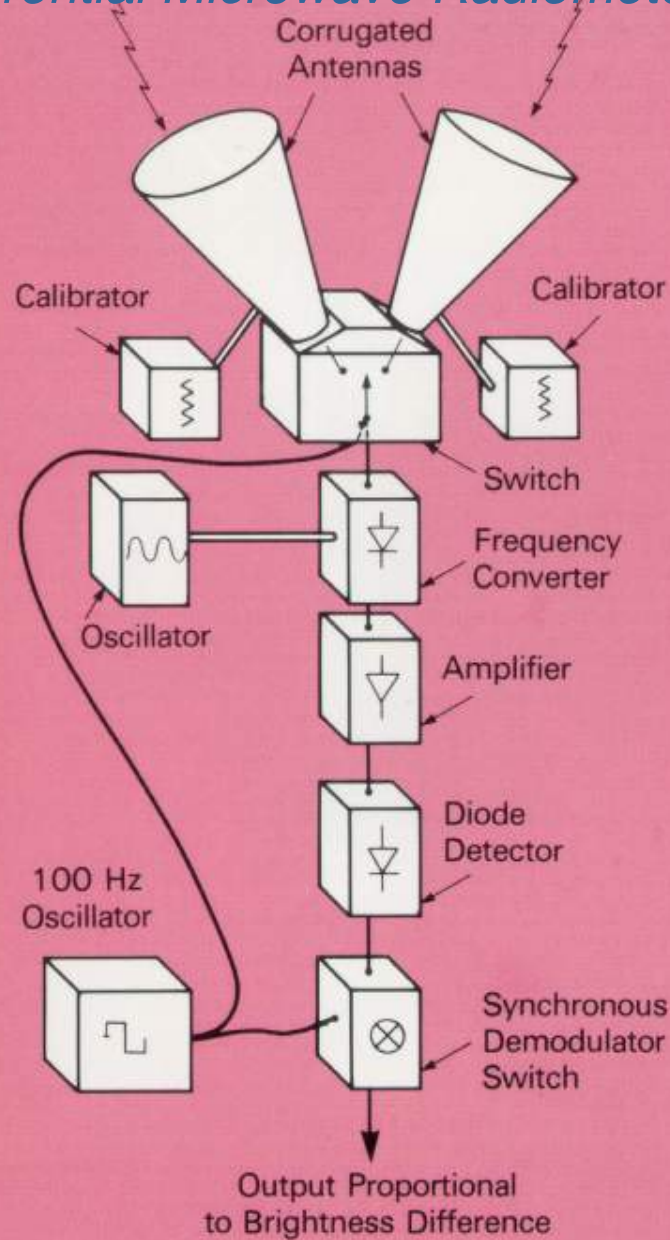 Microwave
Corrugated
Antennas
Calibrator
Calibrator
Switch
Frequency
Converter
Oscillator
Amplifier
Diode
Detector
100 Hz
Oscillator
Synchronous
Demodulator
Switch
Output Proportional
to Brightness Difference